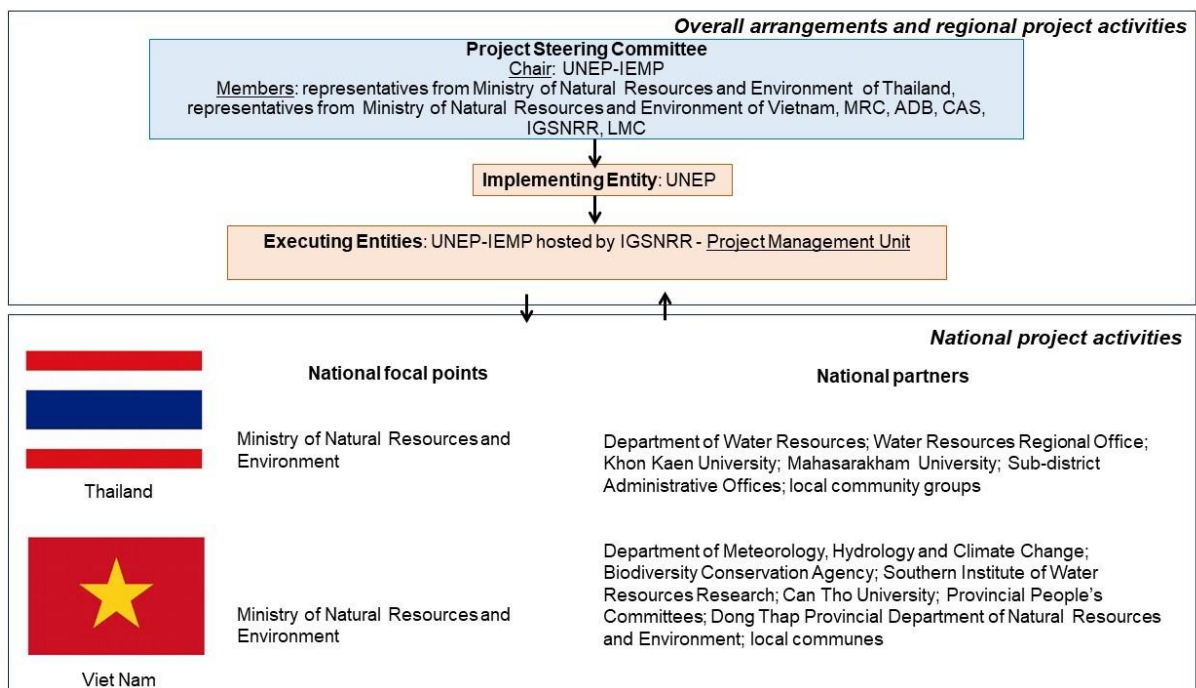 Overall arrangements and regional project activities
Project Steering Committee
Chair: UNEP-IEMP
Members: representatives from Ministry of Natural Resources and Environment of Thailand,
representatives from Ministry of Natural Resources and Environment of Vietnam, MRC, ADB, CAS,
IGSNRR, LMC
Implementing Entity: UNEP
Executing Entities: UNEP-IEMP hosted by IGSNRR - Project Management Unit
National project activities
National focal points
National partners
Ministry of Natural Resources and
Environment
Department of Water Resources; Water Resources Regional Office;
Khon Kaen University; Mahasarakham University; Sub-district
Administrative Offices; local community groups
Thailand
Ministry of Natural Resources and
Environment
Department of Meteorology, Hydrology and Climate Change;
Biodiversity Conservation Agency; Southern Institute of Water
Resources Research; Can Tho University; Provincial People's
Committees; Dong Thap Provincial Department of Natural Resources
and Environment; local communes
Viet Nam